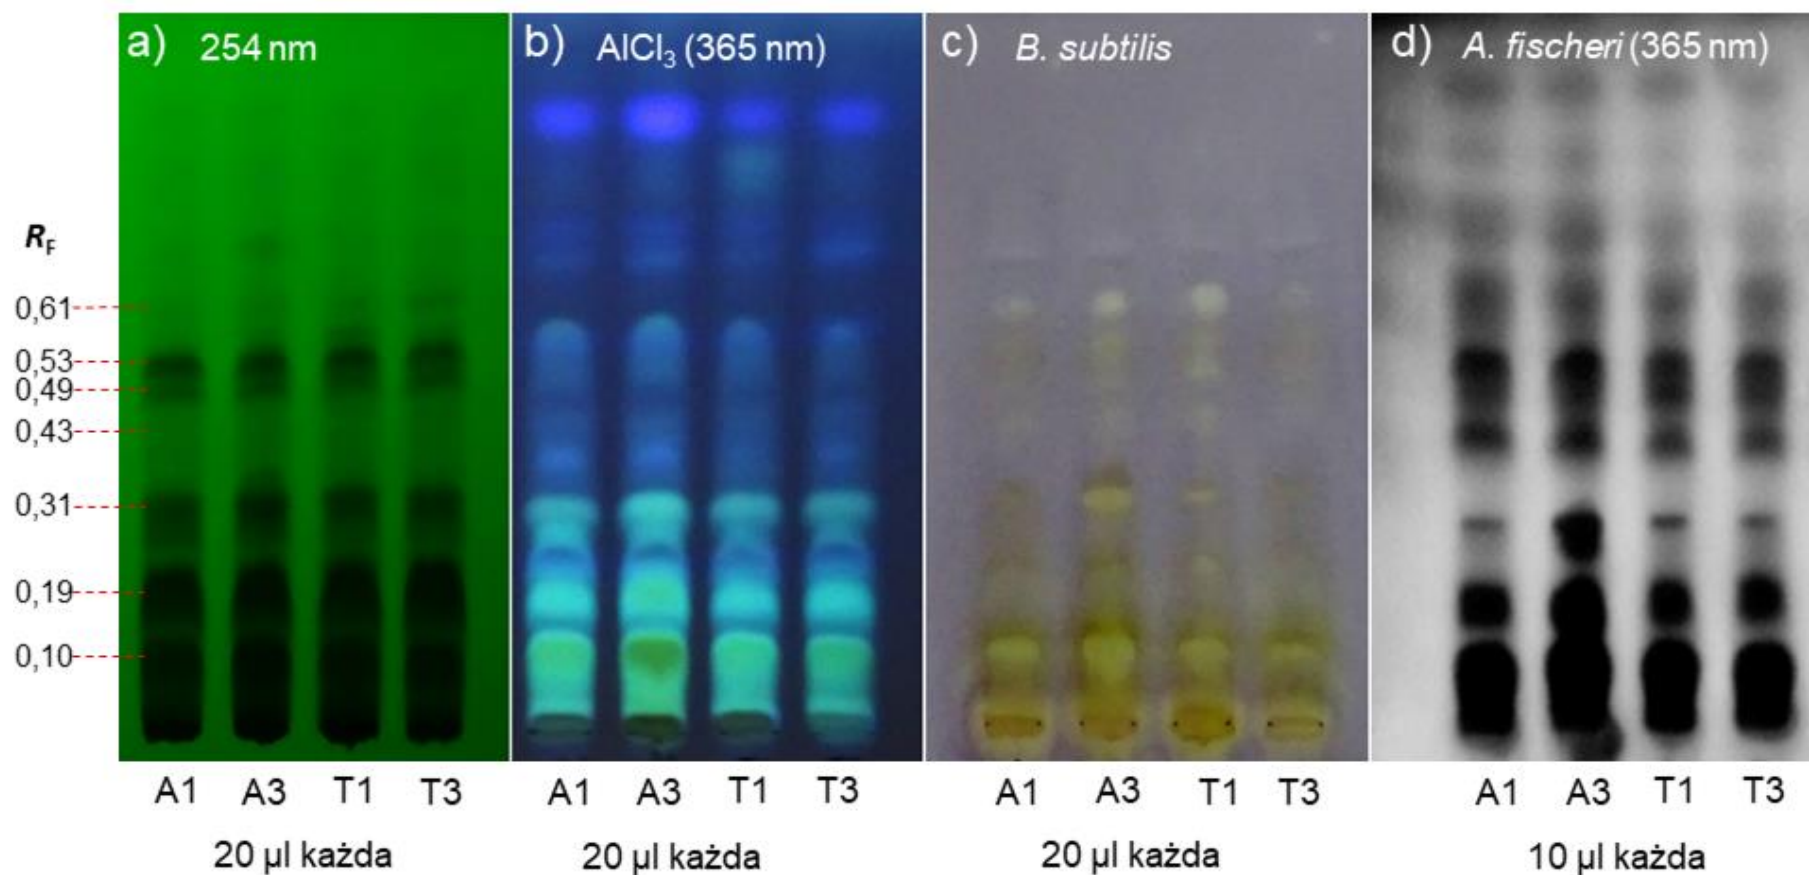 a) 254 nm
b) AlCl₃ (365 nm)
c) B. subtilis
d) A. fischeri (365 nm)
R_F
0,61
0,53
0,49
0,43
0,31
0,19
0,10
A1 A3 T1 T3
A1 A3 T1 T3
A1 A3 T1 T3
A1 A3 T1 T3
20 µl każda
20 µl każda
20 µl każda
10 µl każda